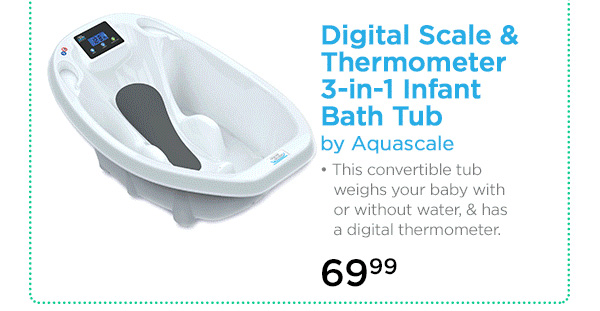 Digital Scale &
Thermometer
3-in-1 Infant
Bath Tub
by Aquascale
• This convertible tub
weighs your baby with
or without water, & has
a digital thermometer.
69⁹⁹